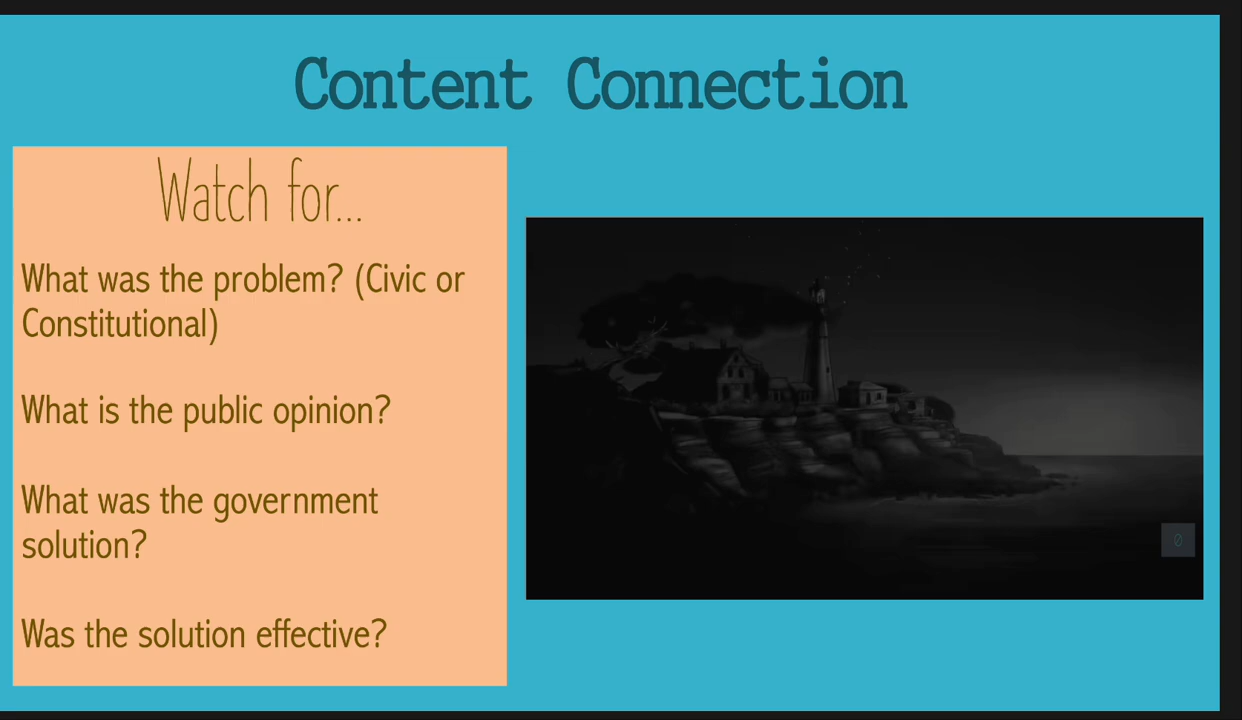 Content Connection
Watch for...
What was the problem? (Civic or
Constitutional)
What is the public opinion?
What was the government
solution?
Was the solution effective?
0